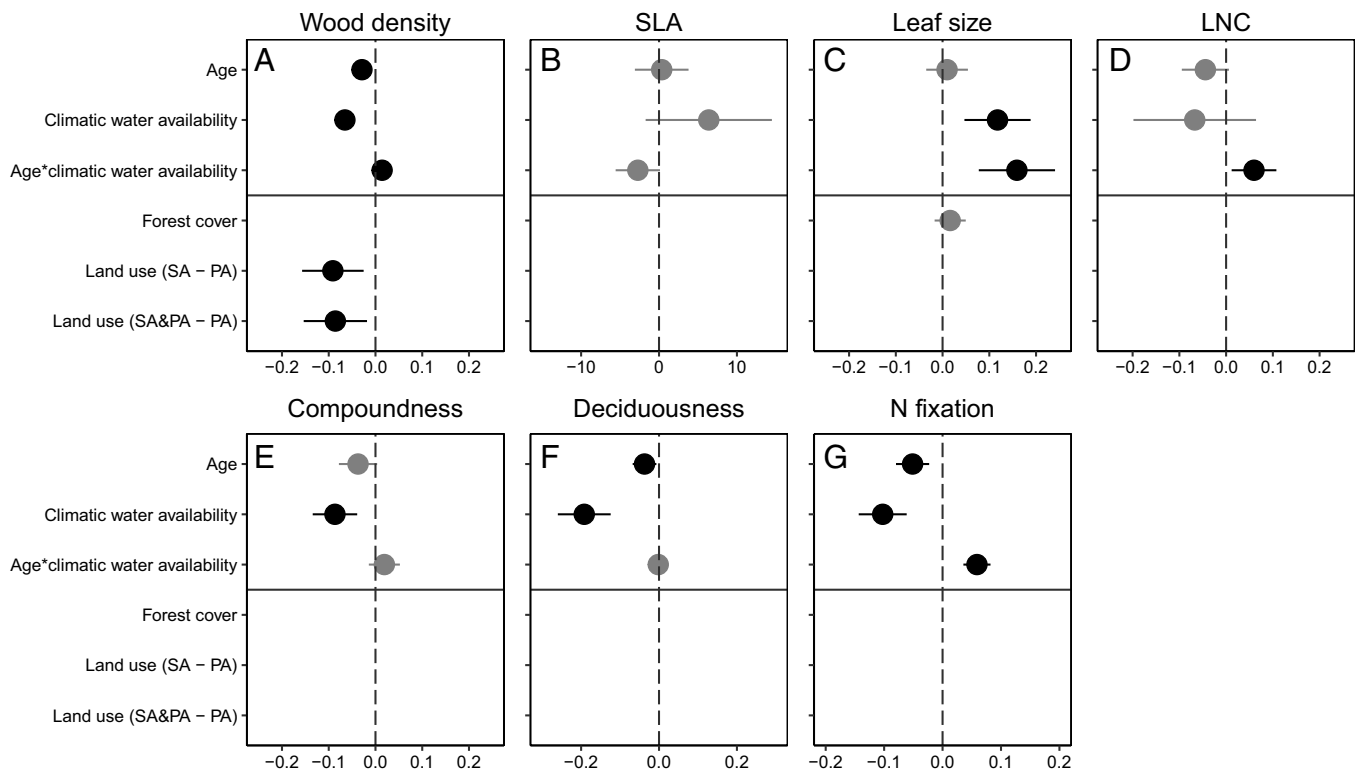 Wood density SLA Leaf size LNC
A B C D
Age
Climatic water availability
Age*climatic water availability
Forest cover
Land use (SA − PA)
Land use (SA&PA − PA)
−0.2 −0.1 0.0 0.1 0.2 −10 0 10 −0.2 −0.1 0.0 0.1 0.2 −0.2 −0.1 0.0 0.1 0.2
Compoundness Deciduousness N fixation
E F G
Age
Climatic water availability
Age*climatic water availability
Forest cover
Land use (SA − PA)
Land use (SA&PA − PA)
−0.2 −0.1 0.0 0.1 0.2 −0.2 0.0 0.2 −0.2 −0.1 0.0 0.1 0.2